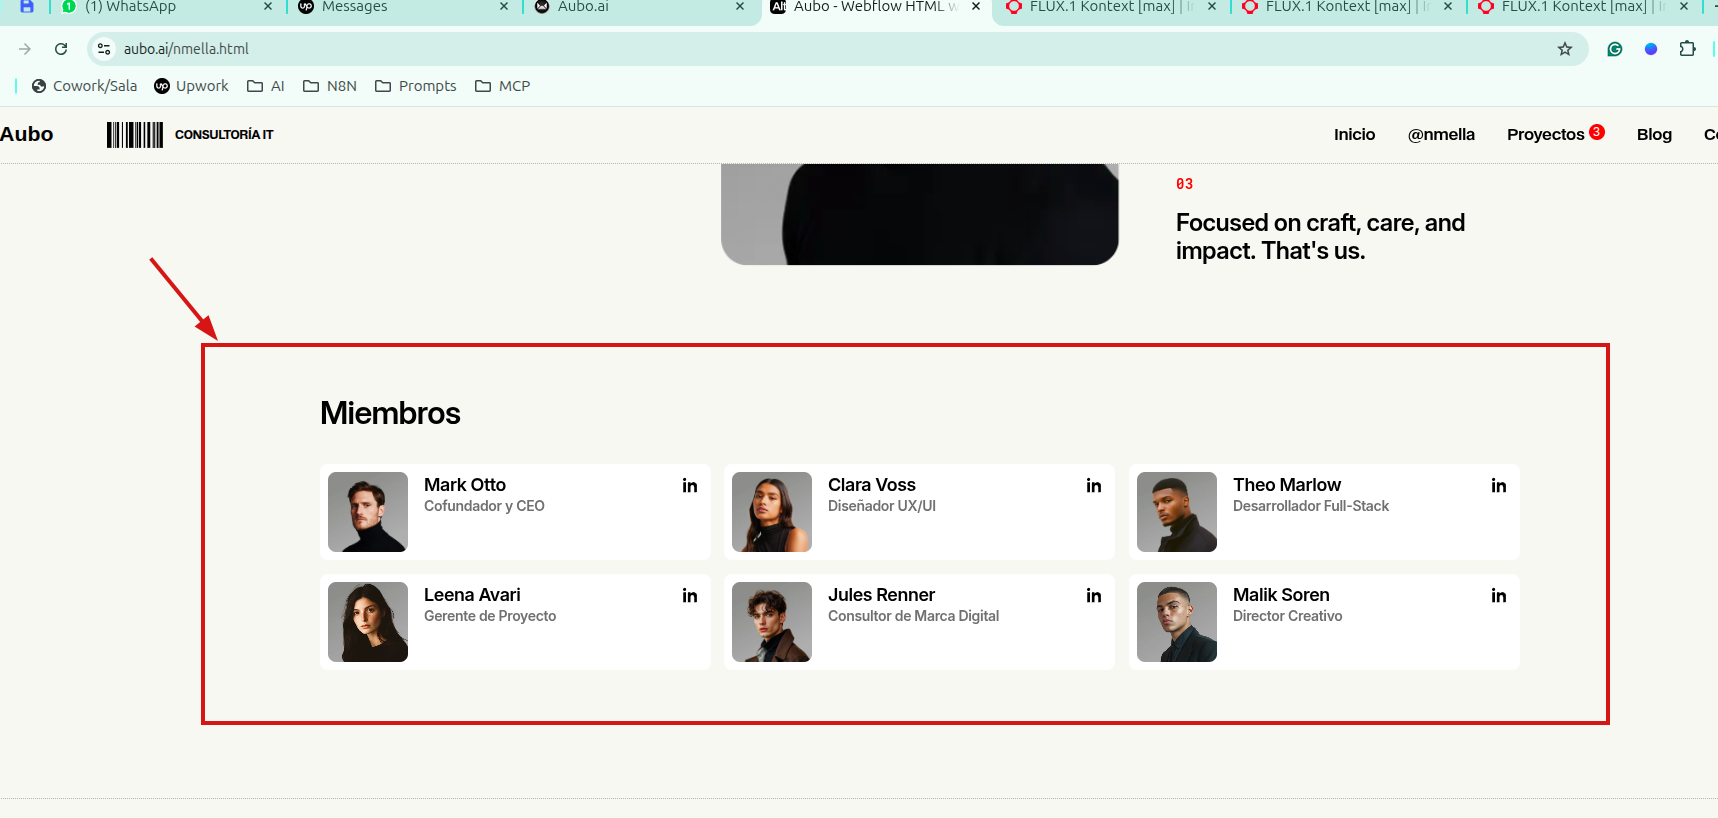 (1) WhatsApp
Messages
Aubo.ai
Aubo - Webflow HTML w
FLUX.1 Kontext [max] |
FLUX.1 Kontext [max] |
FLUX.1 Kontext [max] |
aubo.ai/nmella.html
Cowork/Sala
up Upwork
AI
N8N
Prompts
MCP
Aubo
CONSULTORÍA IT
Inicio
@nmella
Proyectos 3
Blog
03
Focused on craft, care, and
impact. That's us.
Miembros
Mark Otto
Cofundador y CEO
in
Clara Voss
Diseñador UX/UI
in
Theo Marlow
Desarrollador Full-Stack
in
Leena Avari
Gerente de Proyecto
in
Jules Renner
Consultor de Marca Digital
in
Malik Soren
Director Creativo
in